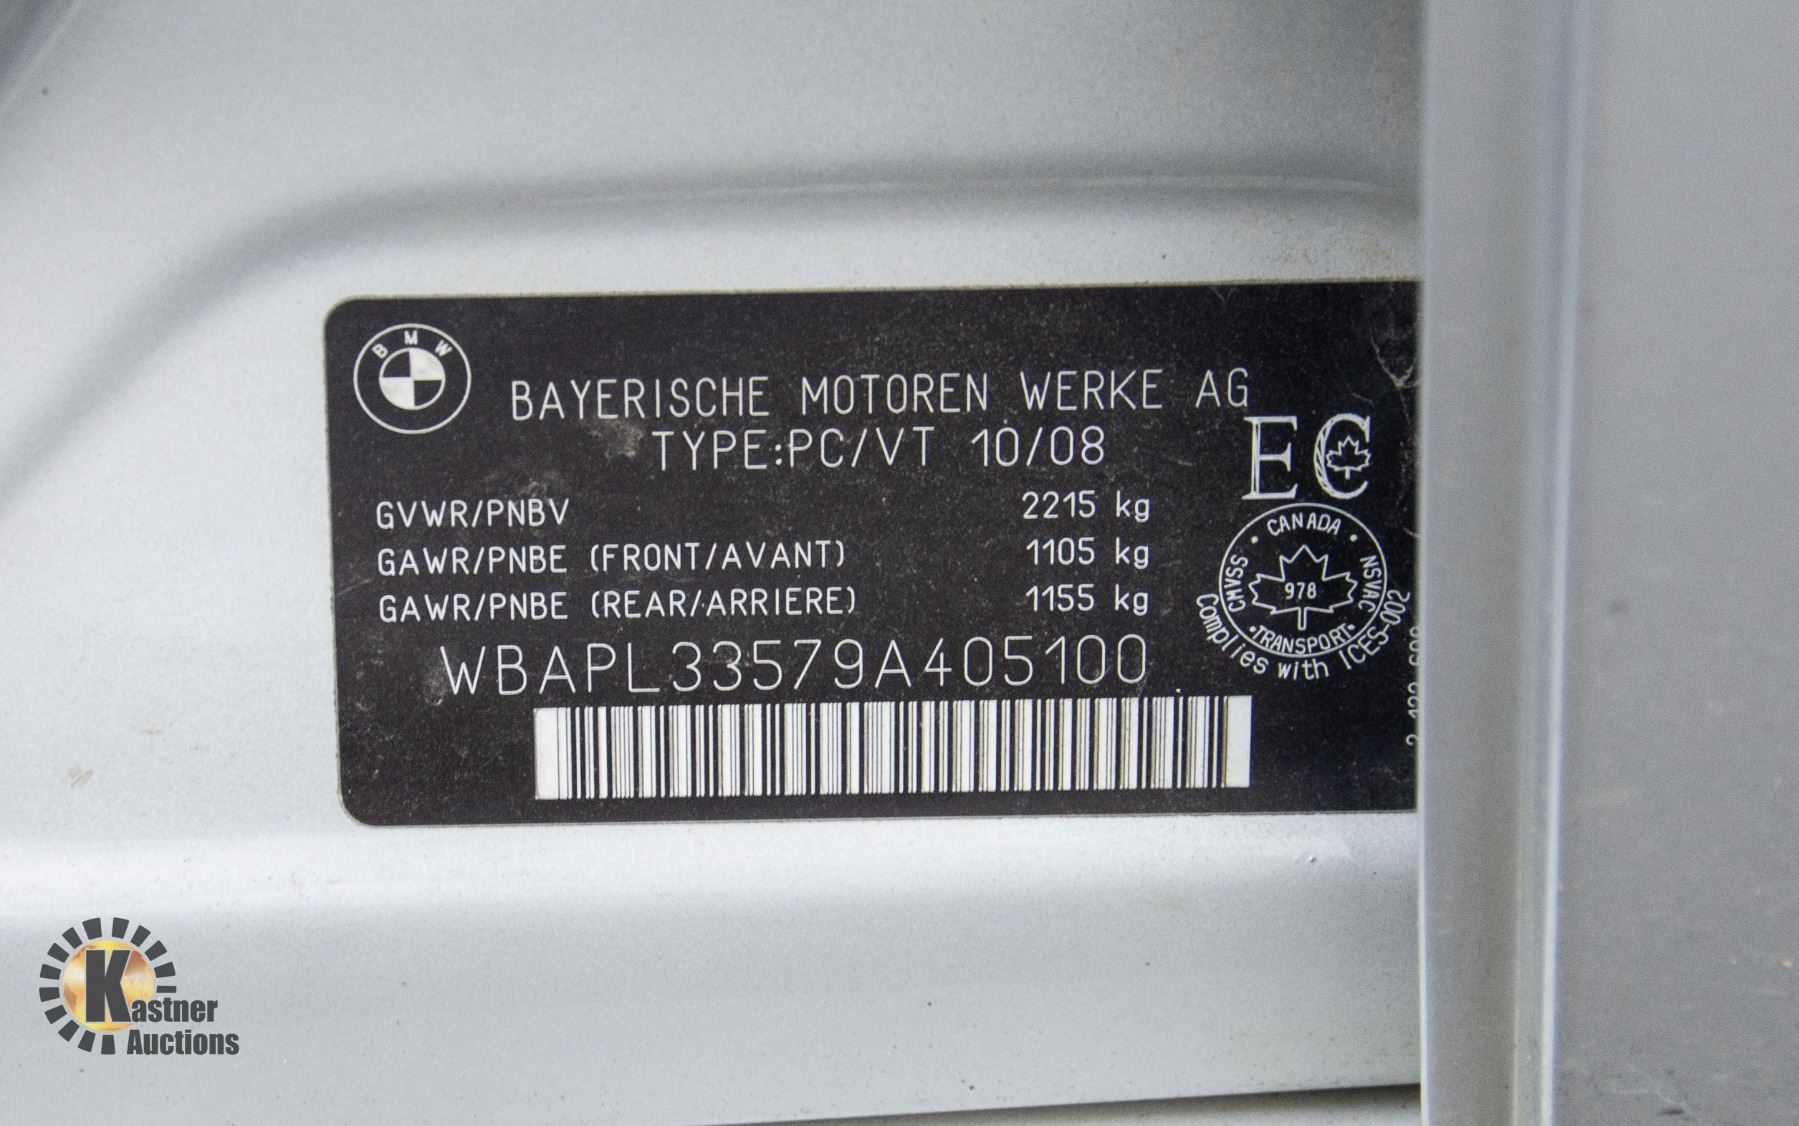 BMW
BAYERISCHE MOTOREN WERKE AG
TYPE:PC/VT 10/08
EC
GVWR/PNBV 2215 kg
GAWR/PNBE (FRONT/AVANT) 1105 kg
GAWR/PNBE (REAR/ARRIERE) 1155 kg
WBAPL33579A405100
• CANADA •
CMVSS
978
NSVAC
•TRANSPORT•
Complies with ICES-002
Kastner
Auctions